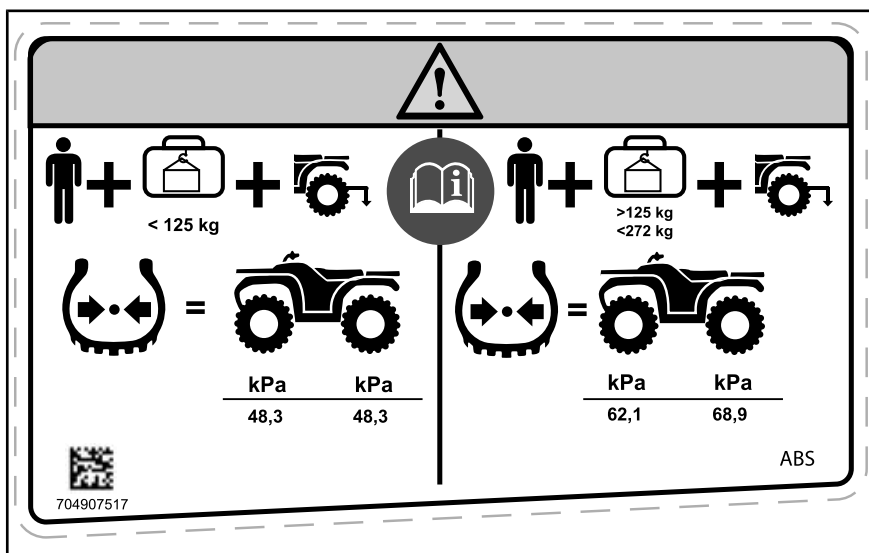 !
i
< 125 kg
>125 kg
<272 kg
=
=
kPa kPa
48,3 48,3
kPa kPa
62,1 68,9
704907517
ABS